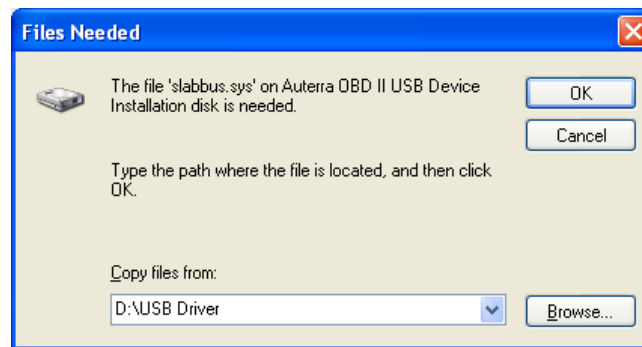 Files Needed
The file 'slabbus.sys' on Auterra OBD II USB Device
Installation disk is needed.
OK
Cancel
Type the path where the file is located, and then click
OK.
Copy files from:
D:\USB Driver
Browse...